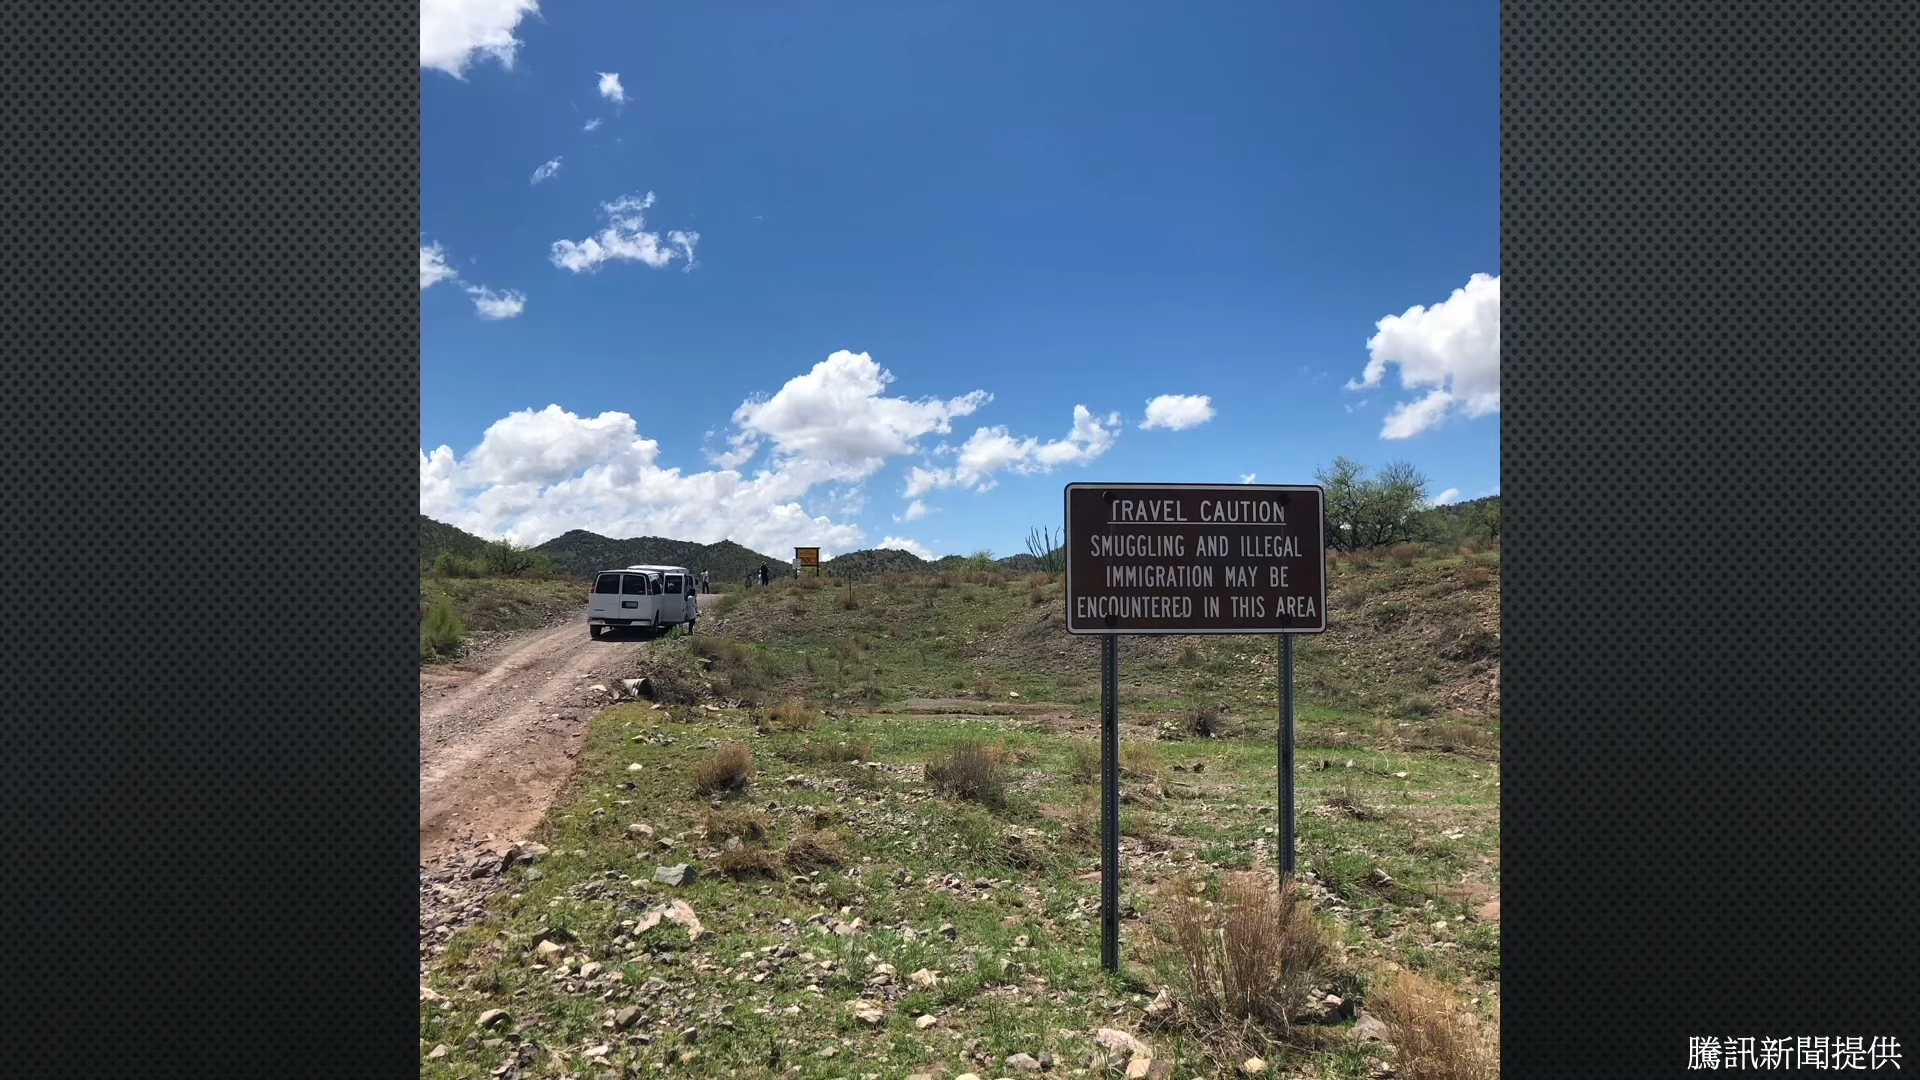 TRAVEL CAUTION
SMUGGLING AND ILLEGAL
IMMIGRATION MAY BE
ENCOUNTERED IN THIS AREA
騰訊新聞提供